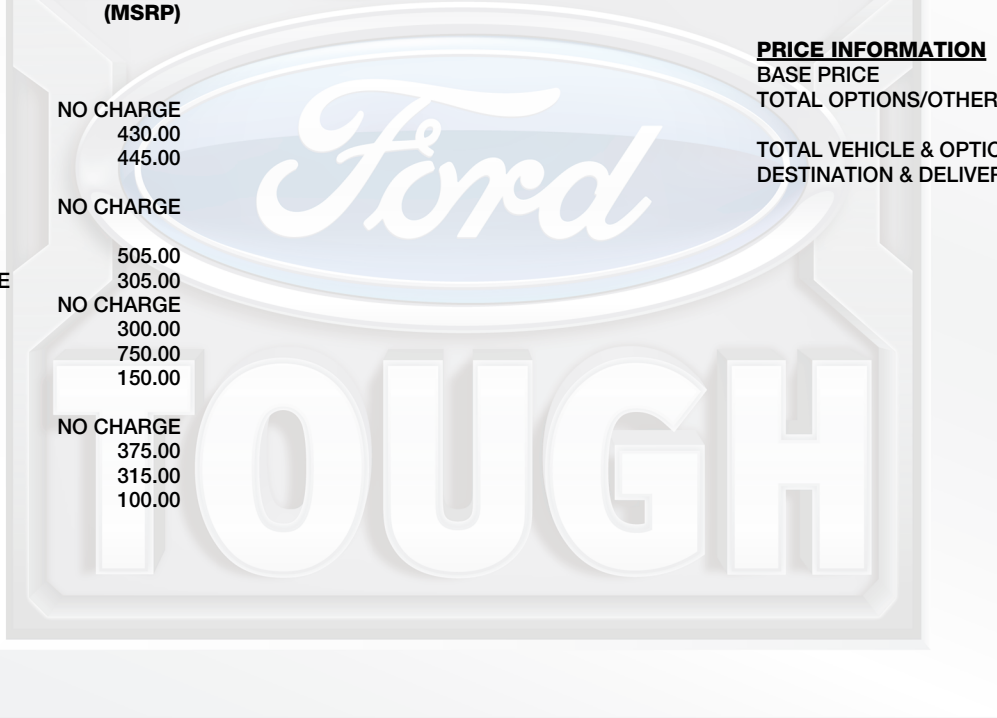 (MSRP)
NO CHARGE
430.00
445.00
NO CHARGE
505.00
E 305.00
NO CHARGE
300.00
750.00
150.00
NO CHARGE
375.00
315.00
100.00
PRICE INFORMATION
BASE PRICE
TOTAL OPTIONS/OTHER
TOTAL VEHICLE & OPTIO
DESTINATION & DELIVER
Ford
TOUGH